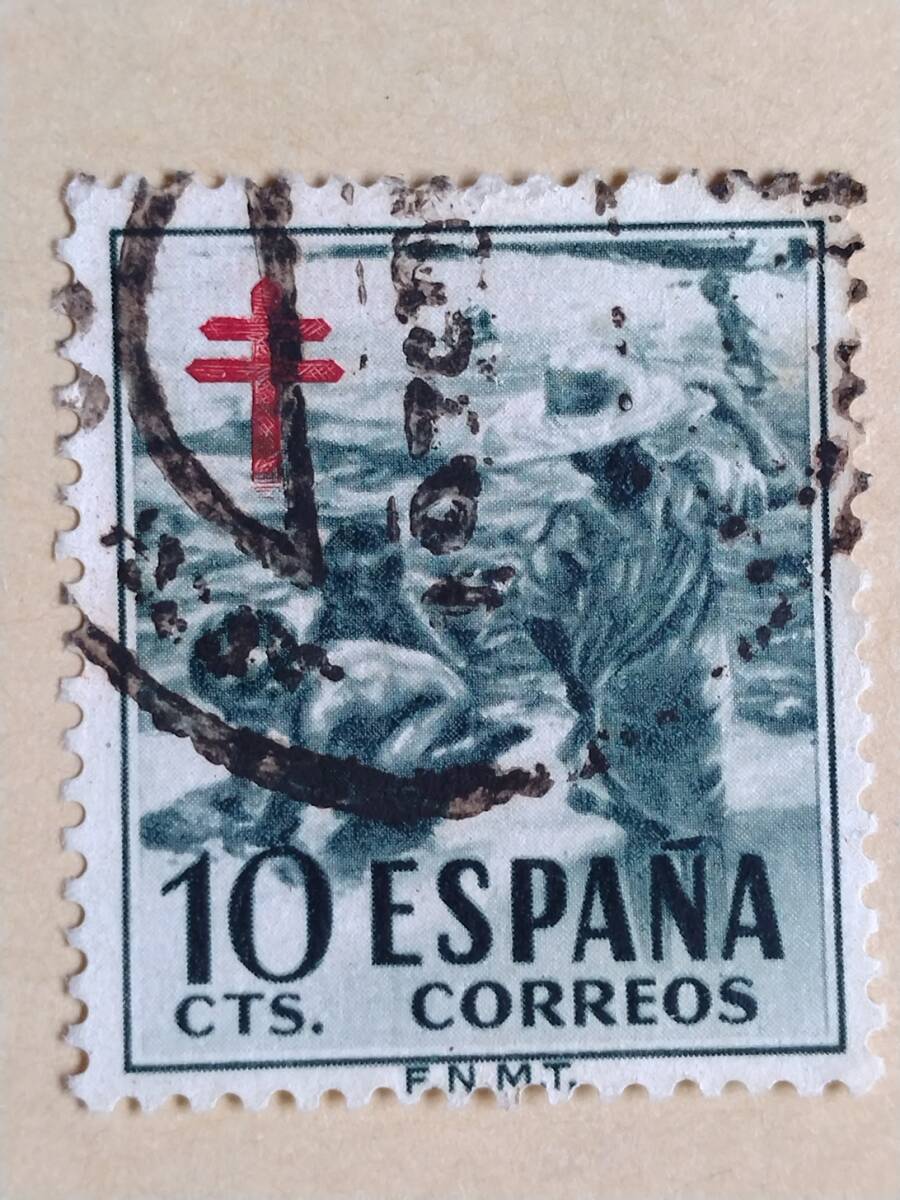 10 ESPAÑA
CTS. CORREOS
F.N.M.T.